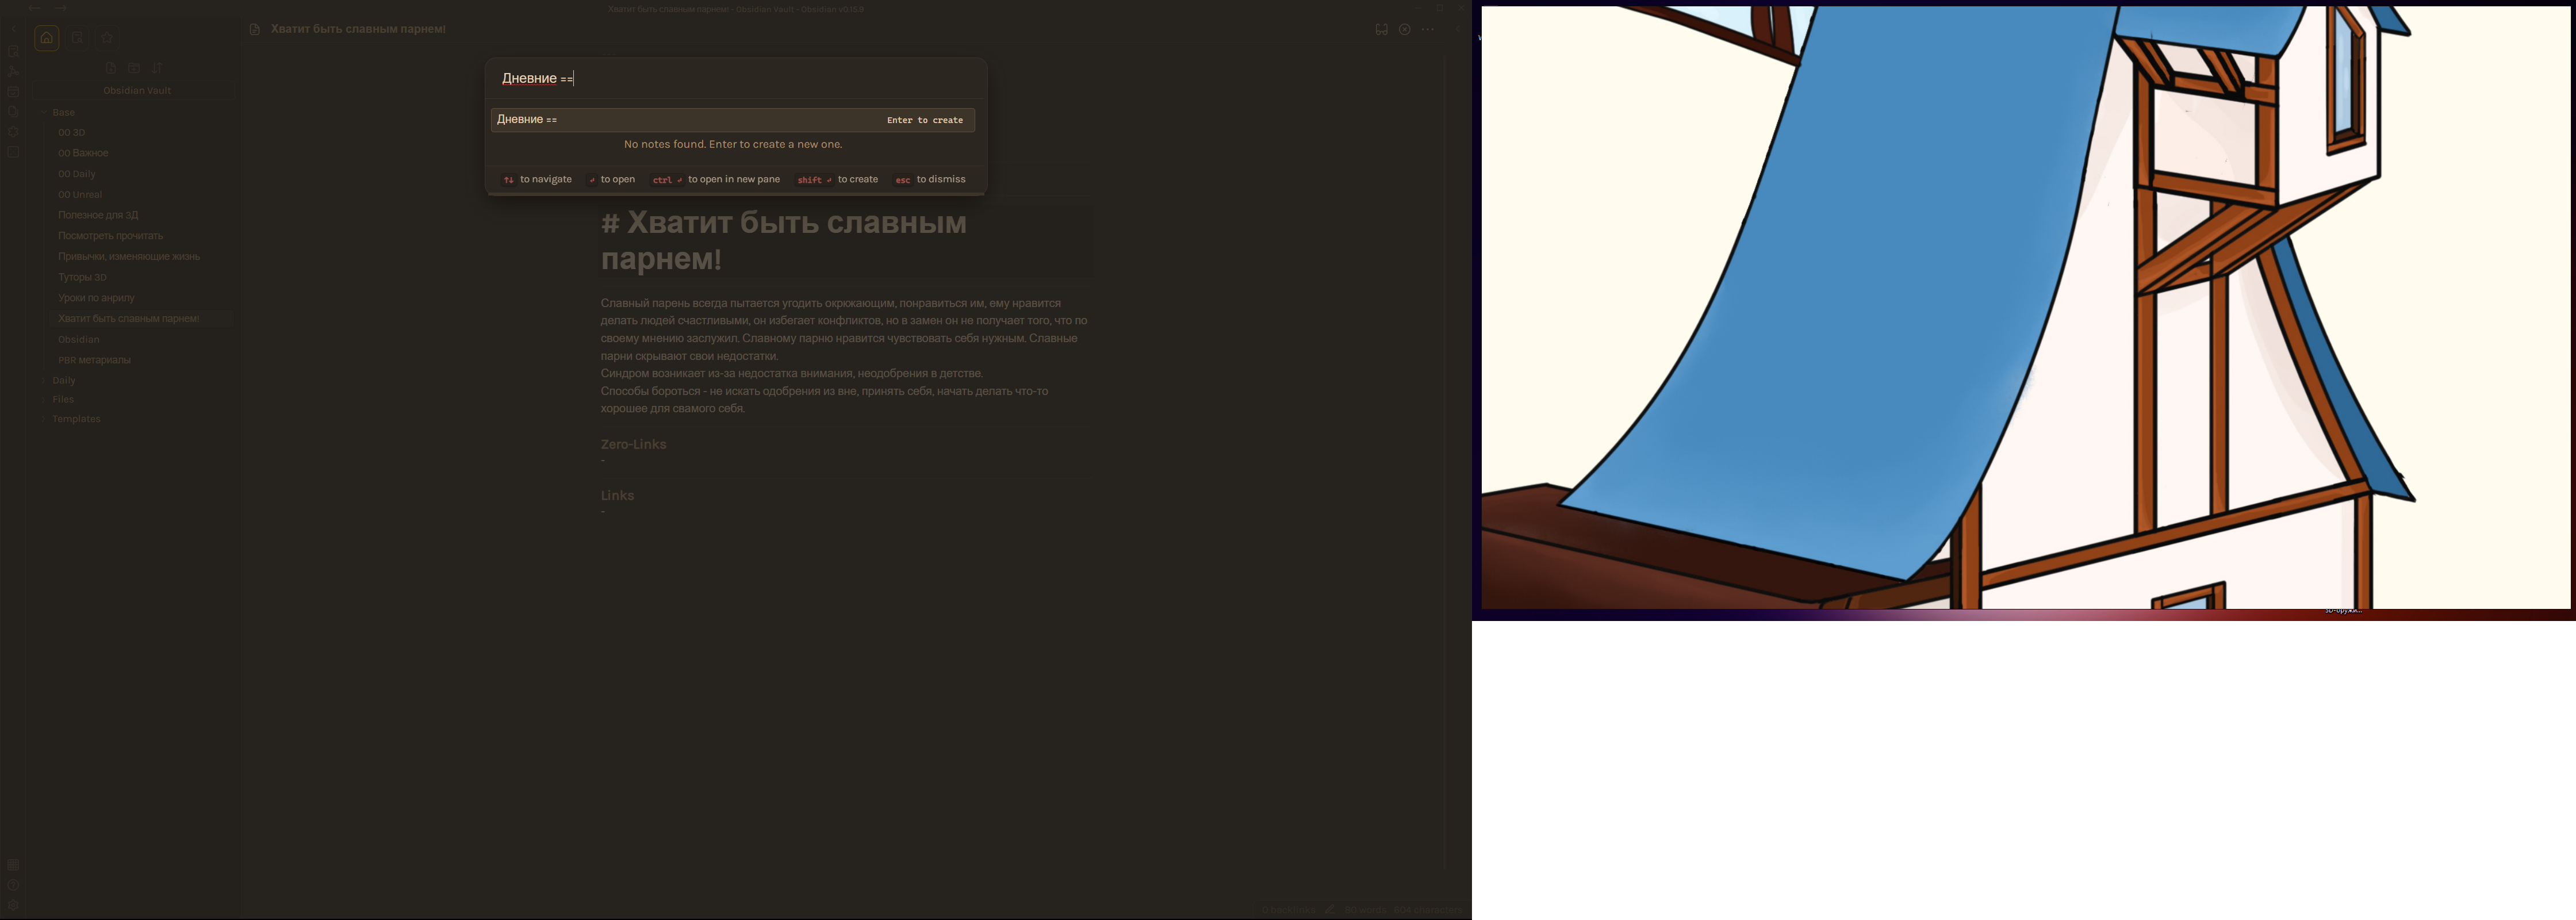 Хватит быть славным парнем! - Obsidian Vault - Obsidian v0.15.9
Хватит быть славным парнем!
Obsidian Vault
Base
00 3D
00 Важное
00 Daily
00 Unreal
Полезное для 3Д
Посмотреть прочитать
Привычки, изменяющие жизнь
Туторы 3D
Уроки по анрилу
Хватит быть славным парнем!
Obsidian
PBR метариалы
Daily
Files
Templates
Дневние ==
Дневние == Enter to create
No notes found. Enter to create a new one.
↑↓ to navigate ↵ to open ctrl ↵ to open in new pane shift ↵ to create esc to dismiss
# Хватит быть славным
парнем!
Славный парень всегда пытается угодить окрюжающим, понравиться им, ему нравится
делать людей счастливыми, он избегает конфликтов, но в замен он не получает того, что по
своему мнению заслужил. Славному парню нравится чувствовать себя нужным. Славные
парни скрывают свои недостатки.
Синдром возникает из-за недостатка внимания, неодобрения в детстве.
Способы бороться - не искать одобрения из вне, принять себя, начать делать что-то
хорошее для свамого себя.
Zero-Links
-
Links
-